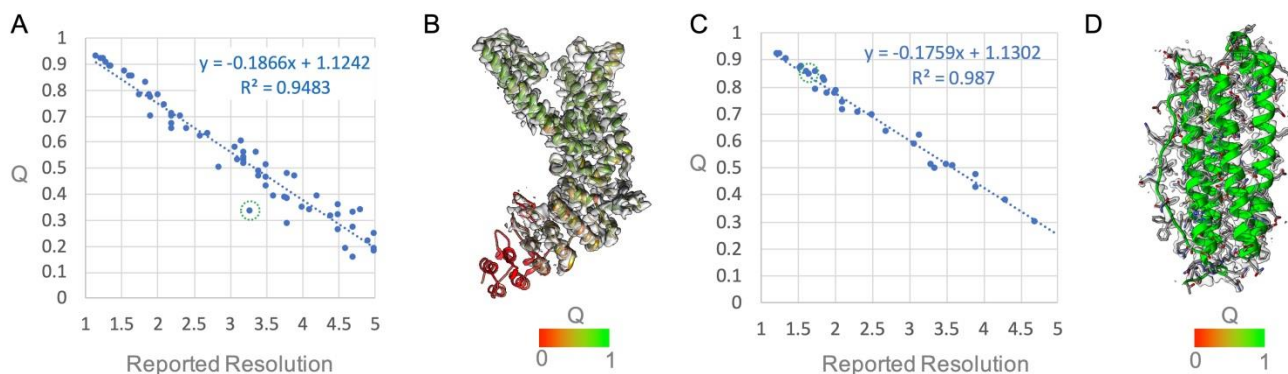 A
1
0.9
0.8
0.7
0.6
0.5
0.4
0.3
0.2
0.1
0
Q
y = -0.1866x + 1.1242
R² = 0.9483
1 1.5 2 2.5 3 3.5 4 4.5 5
Reported Resolution
B
Q
0 1
C
1
0.9
0.8
0.7
0.6
0.5
0.4
0.3
0.2
0.1
0
Q
y = -0.1759x + 1.1302
R² = 0.987
1 1.5 2 2.5 3 3.5 4 4.5 5
Reported Resolution
D
Q
0 1